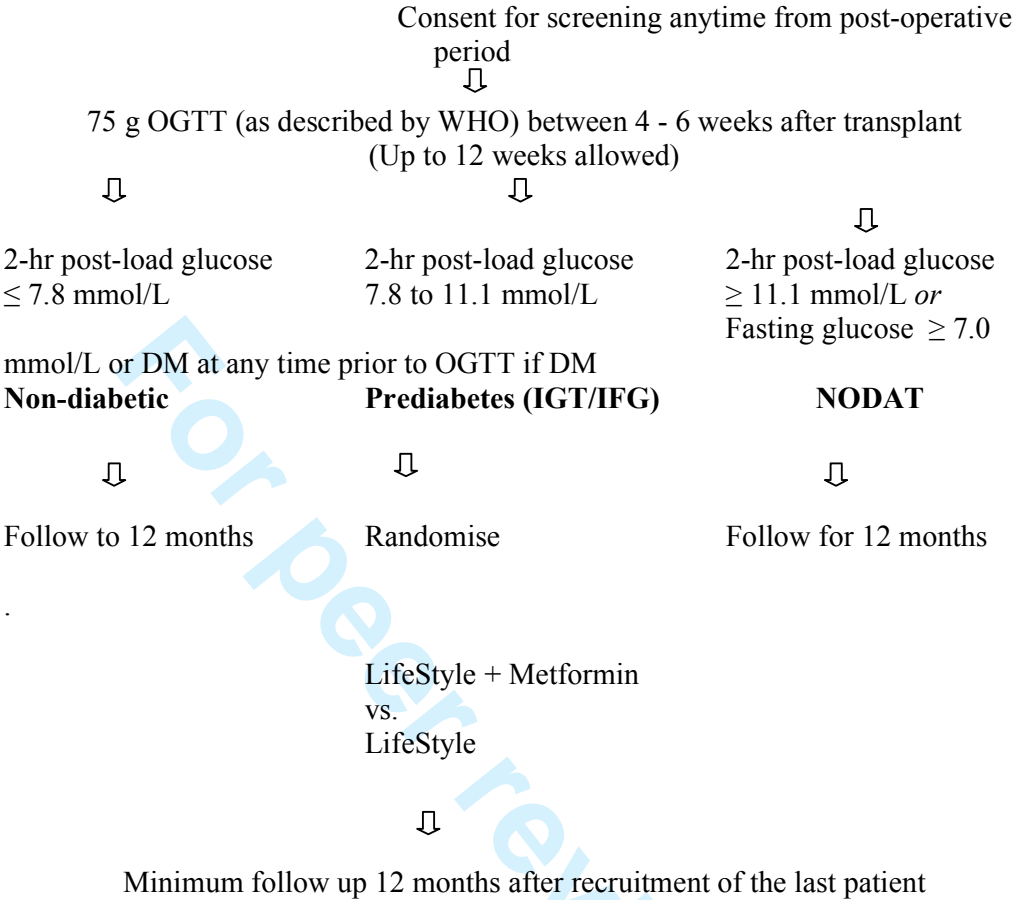 Consent for screening anytime from post-operative
period
⇩
75 g OGTT (as described by WHO) between 4 - 6 weeks after transplant
(Up to 12 weeks allowed)
⇩ ⇩ ⇩
2-hr post-load glucose 2-hr post-load glucose 2-hr post-load glucose
≤ 7.8 mmol/L 7.8 to 11.1 mmol/L ≥ 11.1 mmol/L or
Fasting glucose ≥ 7.0
mmol/L or DM at any time prior to OGTT if DM
Non-diabetic Prediabetes (IGT/IFG) NODAT
⇩ ⇩ ⇩
Follow to 12 months Randomise Follow for 12 months
.
LifeStyle + Metformin
vs.
LifeStyle
⇩
Minimum follow up 12 months after recruitment of the last patient
For peer rev